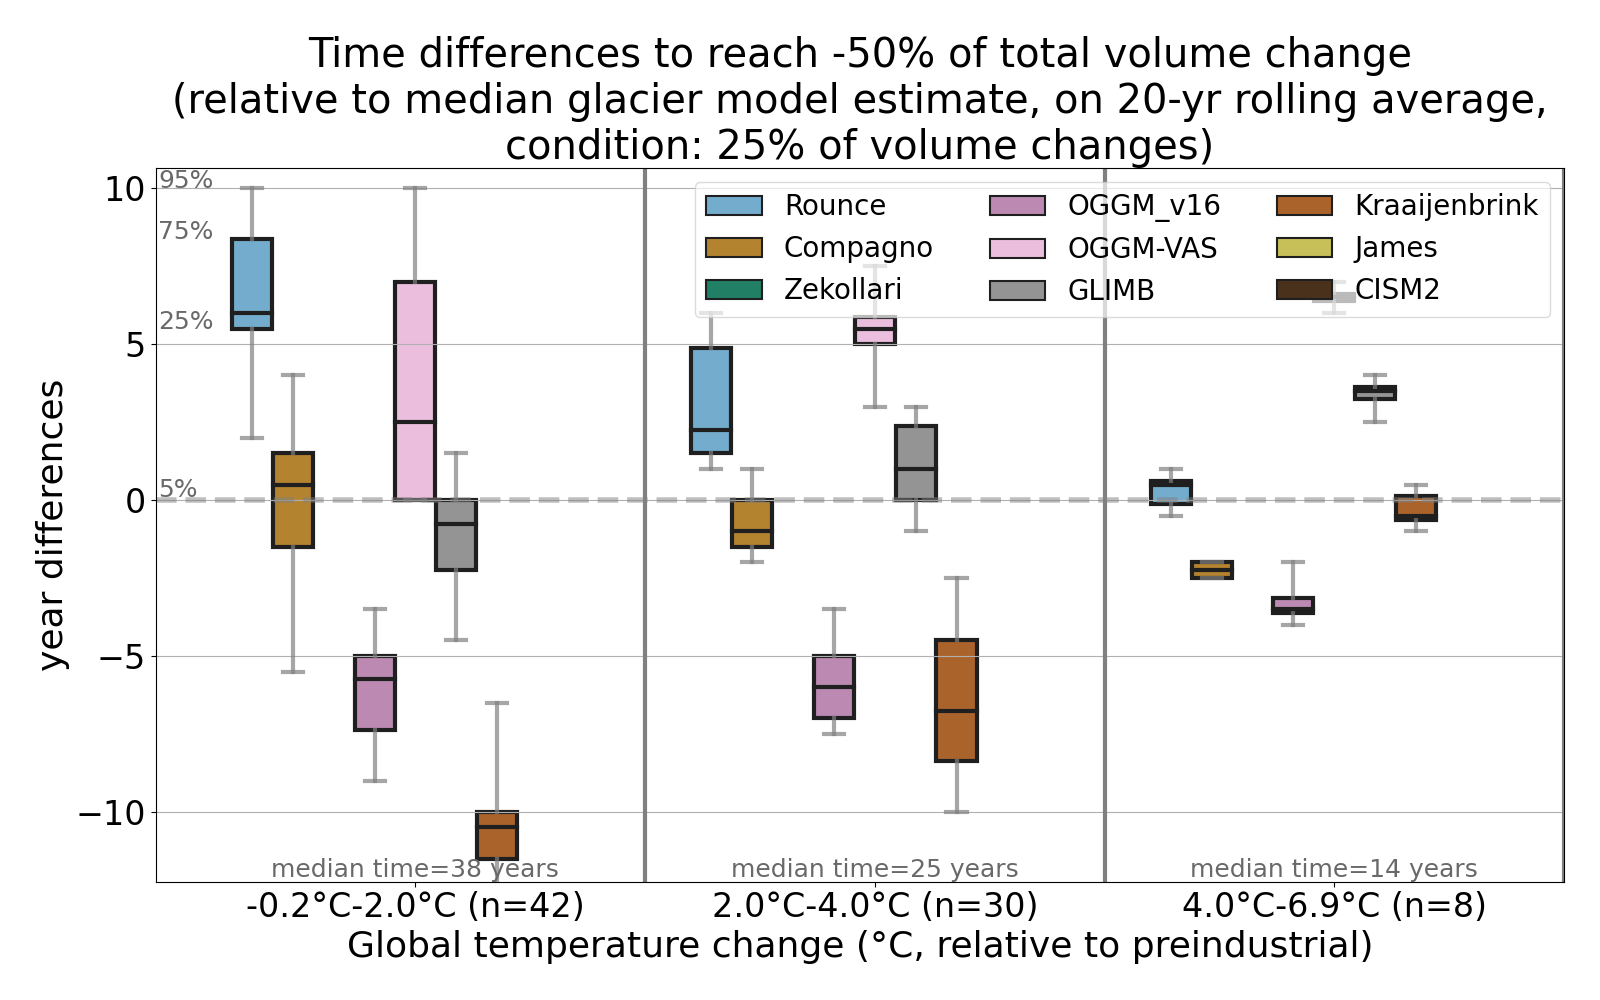 Time differences to reach -50% of total volume change
(relative to median glacier model estimate, on 20-yr rolling average,
condition: 25% of volume changes)
10
5
0
−5
−10
year differences
95%
75%
25%
5%
Rounce
Compagno
Zekollari
OGGM_v16
OGGM-VAS
GLIMB
Kraaijenbrink
James
CISM2
median time=38 years
median time=25 years
median time=14 years
-0.2°C-2.0°C (n=42)
2.0°C-4.0°C (n=30)
4.0°C-6.9°C (n=8)
Global temperature change (°C, relative to preindustrial)